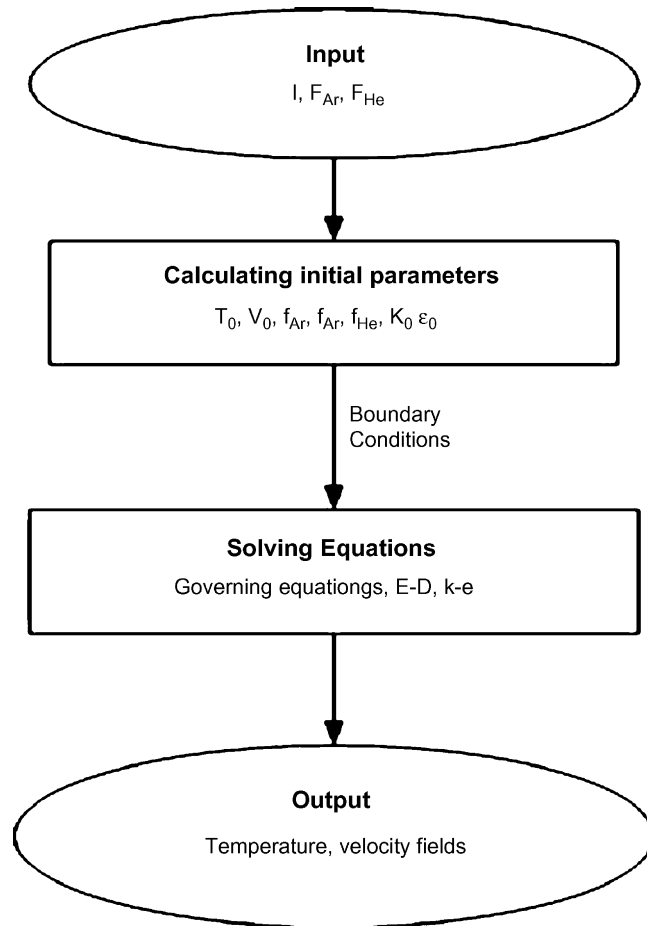 Input
I, F_Ar, F_He
Calculating initial parameters
T_0, V_0, f_Ar, f_Ar, f_He, K_0 ε_0
Boundary
Conditions
Solving Equations
Governing equationgs, E-D, k-e
Output
Temperature, velocity fields